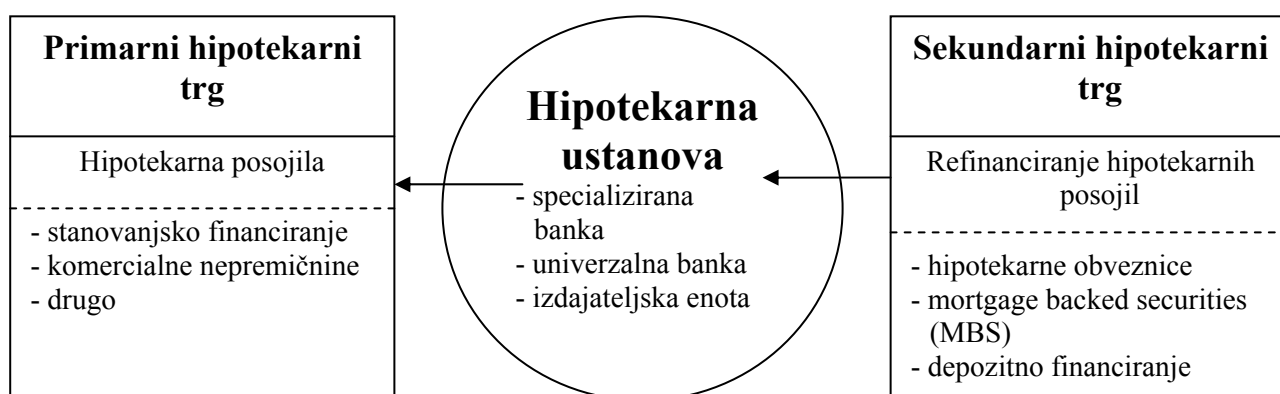 Primarni hipotekarni
trg
Hipotekarna posojila
- stanovanjsko financiranje
- komercialne nepremičnine
- drugo
Hipotekarna
ustanova
- specializirana
banka
- univerzalna banka
- izdajateljska enota
Sekundarni hipotekarni
trg
Refinanciranje hipotekarnih
posojil
- hipotekarne obveznice
- mortgage backed securities
(MBS)
- depozitno financiranje